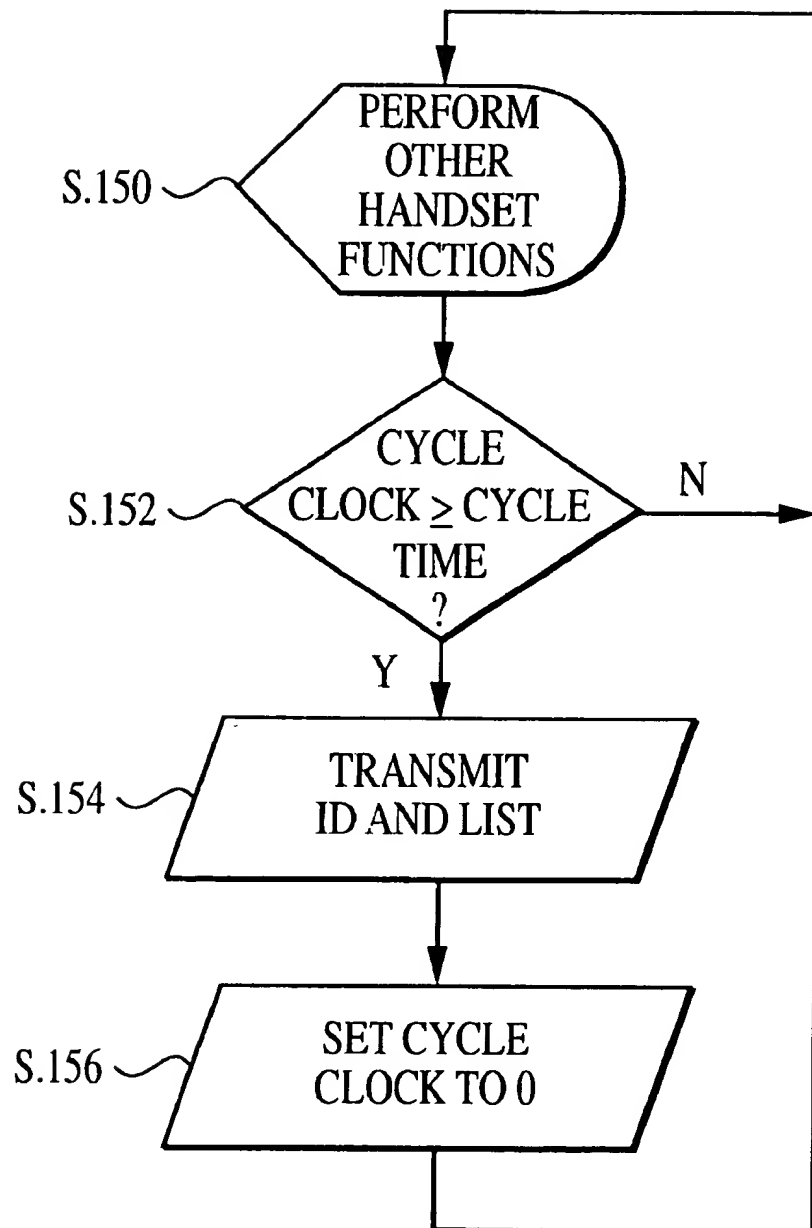 PERFORM
OTHER
HANDSET
FUNCTIONS
S.150
CYCLE
CLOCK ≥ CYCLE
TIME
?
S.152
N
Y
TRANSMIT
ID AND LIST
S.154
SET CYCLE
CLOCK TO 0
S.156